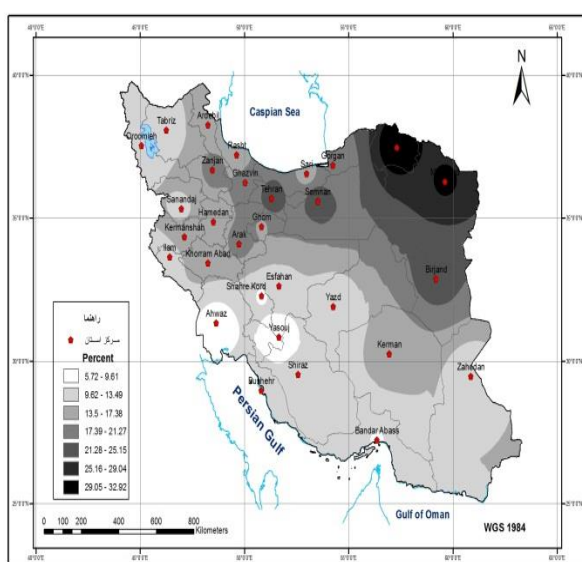 N
Caspian Sea
Tabriz
Ardebil
Oroomieh
Rasht
Zanjan
Ghazvin
Sari
Gorgan
Tehran
Semnan
Sanandaj
Hamedan
Ghom
Kermanshah
Arak
Ilam
Khorram Abad
Birjand
Esfahan
Shahre Kord
Yazd
Ahwaz
Yasouj
Kerman
Shiraz
Zahedan
Bushehr
Persian Gulf
Bandar Abass
Gulf of Oman
WGS 1984
راهنما
مرکز استان
Percent
5.72 - 9.61
9.62 - 13.49
13.5 - 17.38
17.39 - 21.27
21.28 - 25.15
25.16 - 29.04
29.05 - 32.92
0 100 200 400 600 800
Kilometers